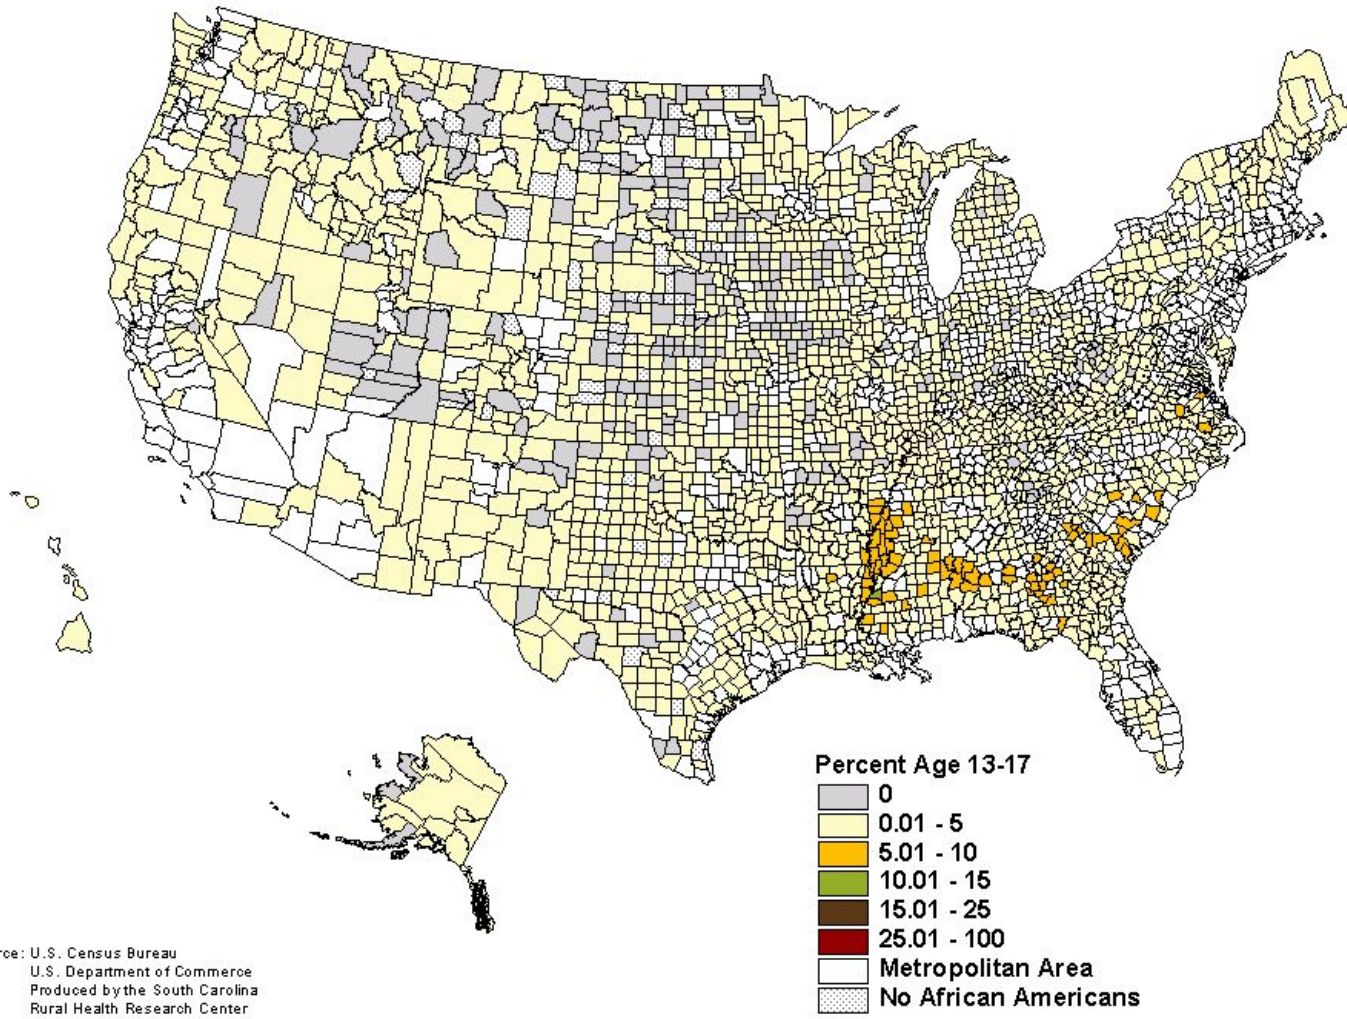 Percent Age 13-17
0
0.01 - 5
5.01 - 10
10.01 - 15
15.01 - 25
25.01 - 100
Metropolitan Area
No African Americans
rce: U.S. Census Bureau
U.S. Department of Commerce
Produced by the South Carolina
Rural Health Research Center